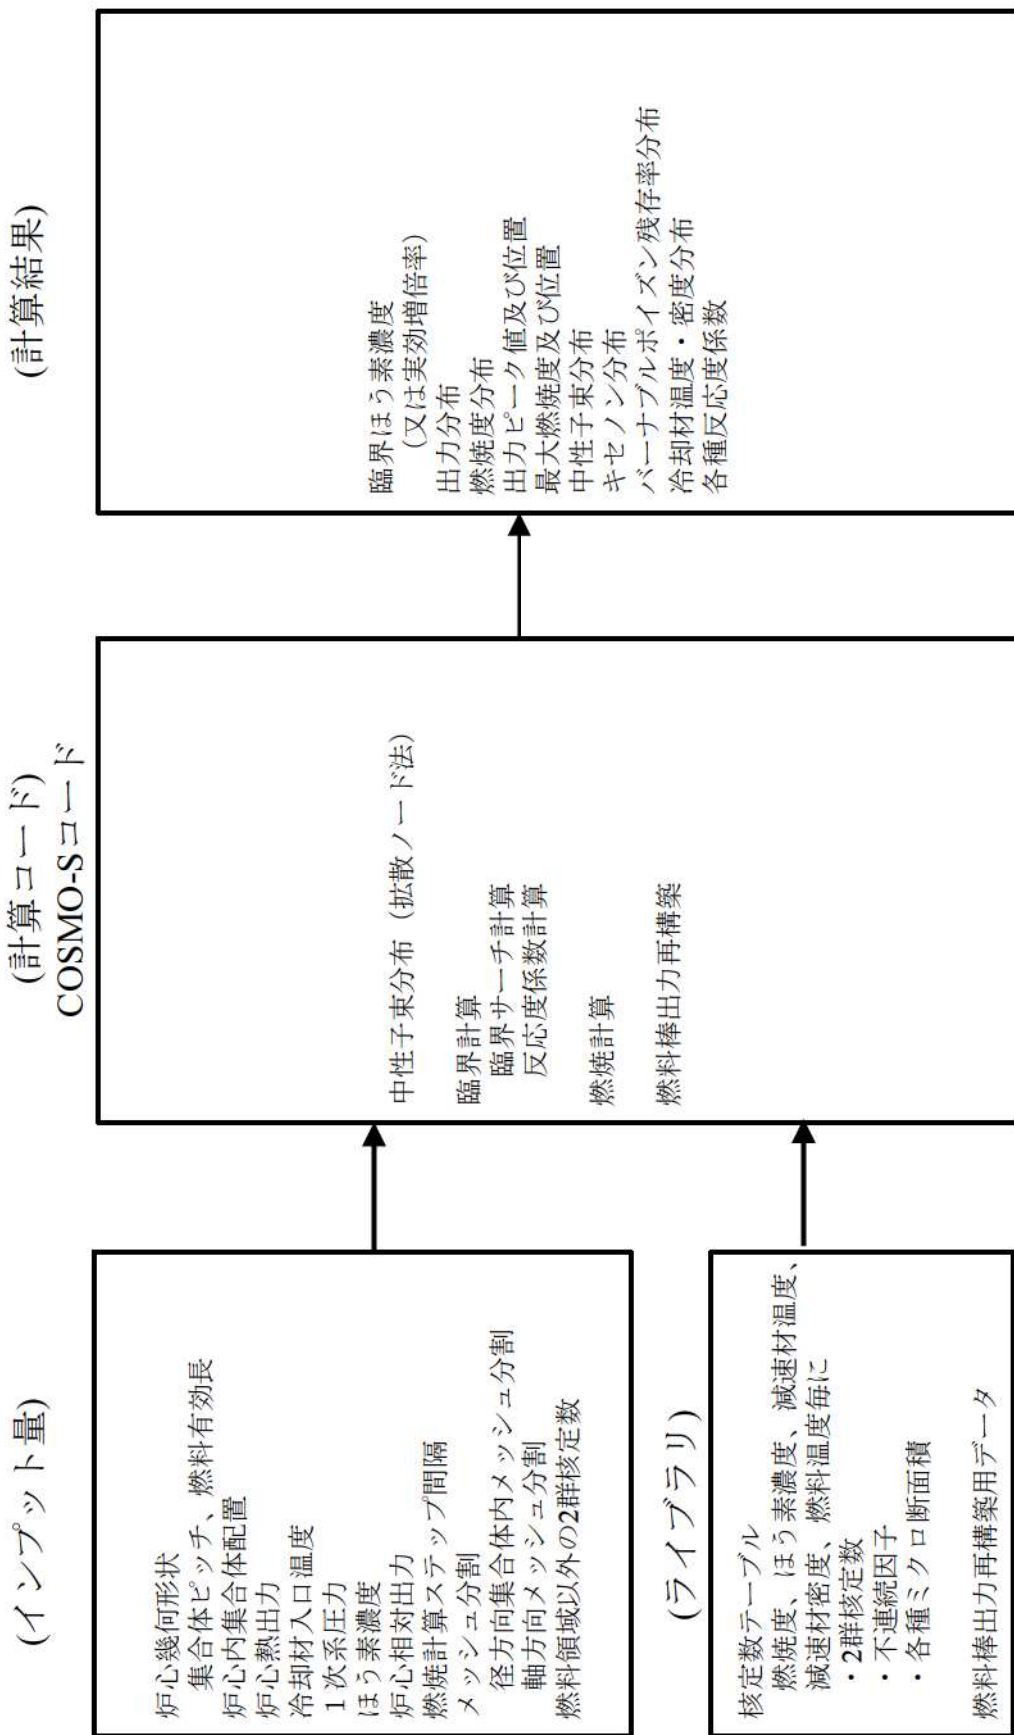 (インプット量)
炉心幾何形状
集合体ピッチ、燃料有効長
炉心内集合体配置
炉心熱出力
冷却材入口温度
1次系圧力
ほう素濃度
炉心相対出力
燃焼計算ステップ間隔
メッシュ分割
径方向集合体内メッシュ分割
軸方向メッシュ分割
燃料領域以外の2群核定数
(ライブラリ)
核定数テーブル
燃焼度、ほう素濃度、減速材温度、
減速材密度、燃料温度毎に
・2群核定数
・不連続因子
・各種ミクロ断面積
燃料棒出力再構築用データ
(計算コード)
COSMO-Sコード
中性子束分布（拡散ノード法）
臨界計算
臨界サーチ計算
反応度係数計算
燃焼計算
燃料棒出力再構築
(計算結果)
臨界ほう素濃度
(又は実効増倍率)
出力分布
燃焼度分布
出力ピーク値及び位置
最大燃焼度及び位置
中性子束分布
キセノン分布
バーナブルポイズン残存率分布
冷却材温度・密度分布
各種反応度係数